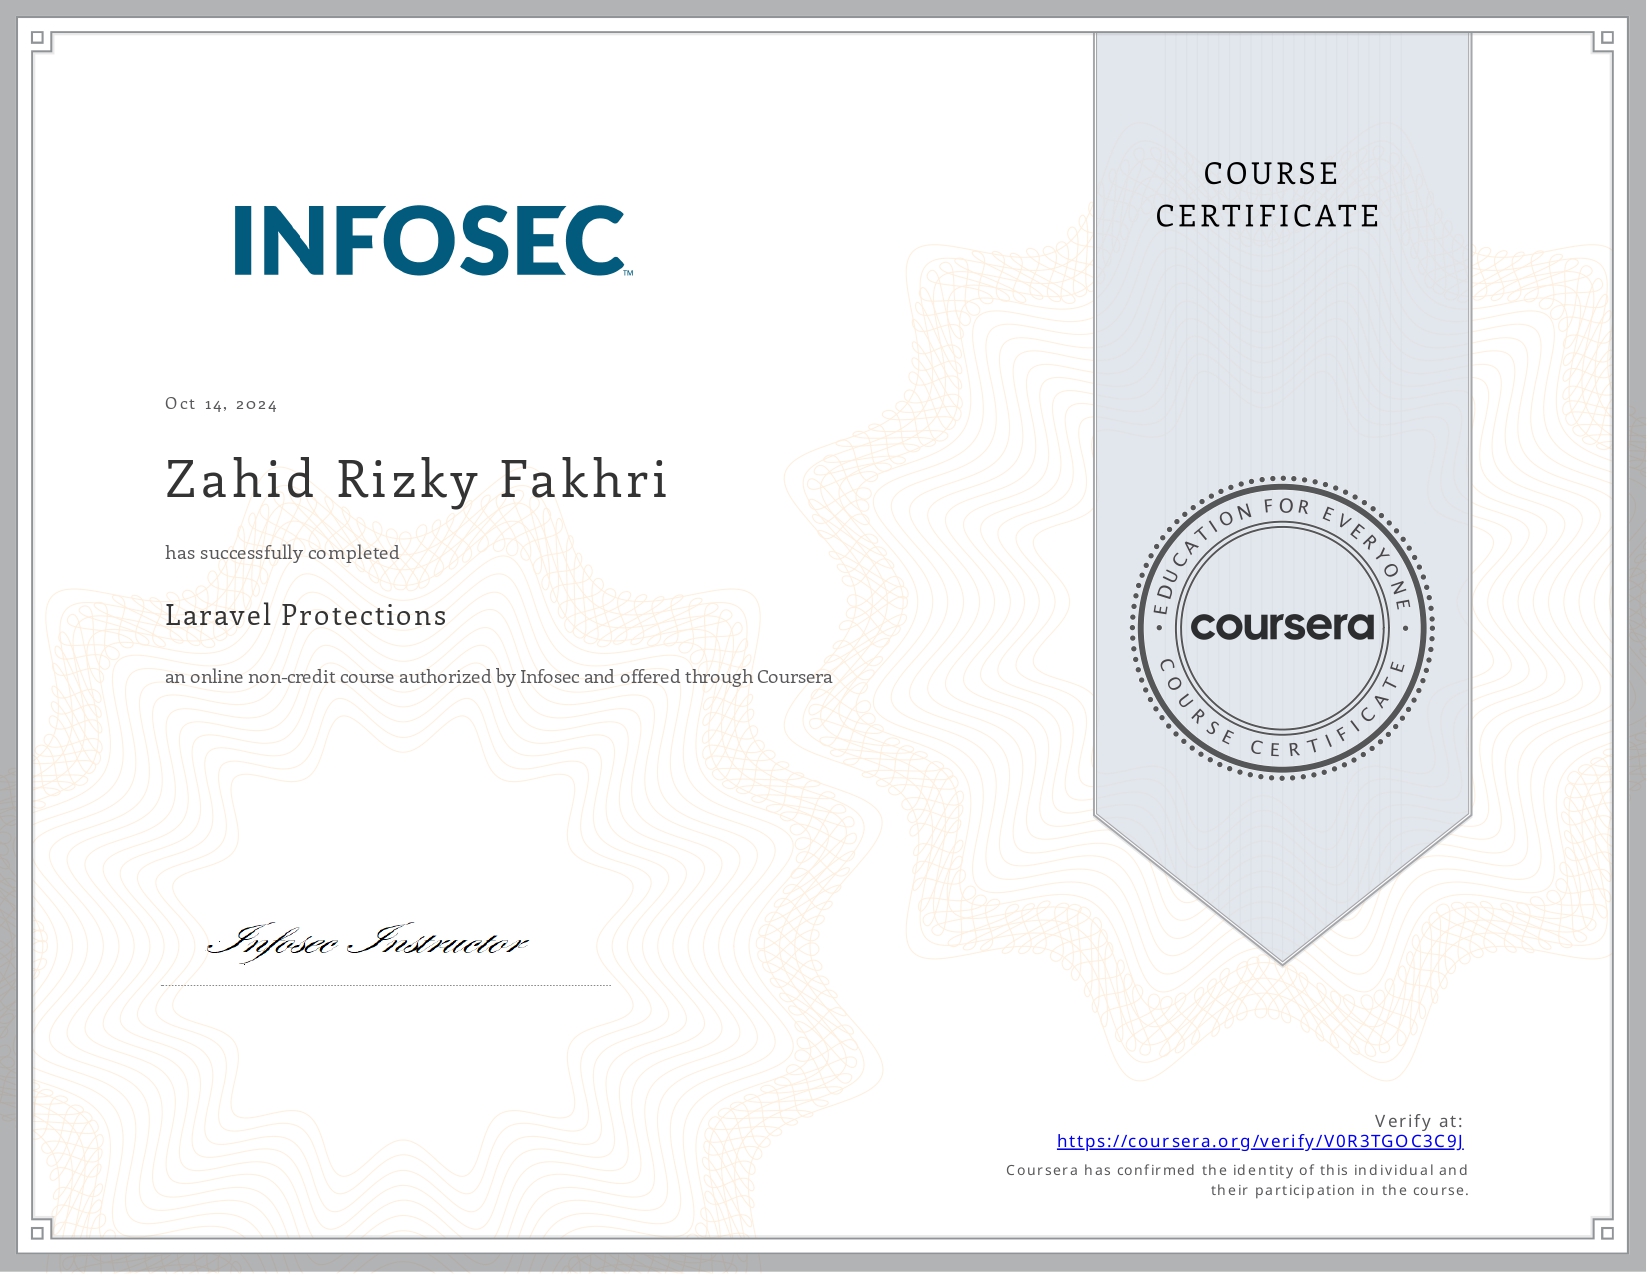 INFOSEC™
Oct 14, 2024
Zahid Rizky Fakhri
has successfully completed
Laravel Protections
an online non-credit course authorized by Infosec and offered through Coursera
Infosec Instructor
COURSE
CERTIFICATE
EDUCATION FOR EVERYONE
coursera
COURSE CERTIFICATE
Verify at:
https://coursera.org/verify/V0R3TGOC3C9J
Coursera has confirmed the identity of this individual and
their participation in the course.